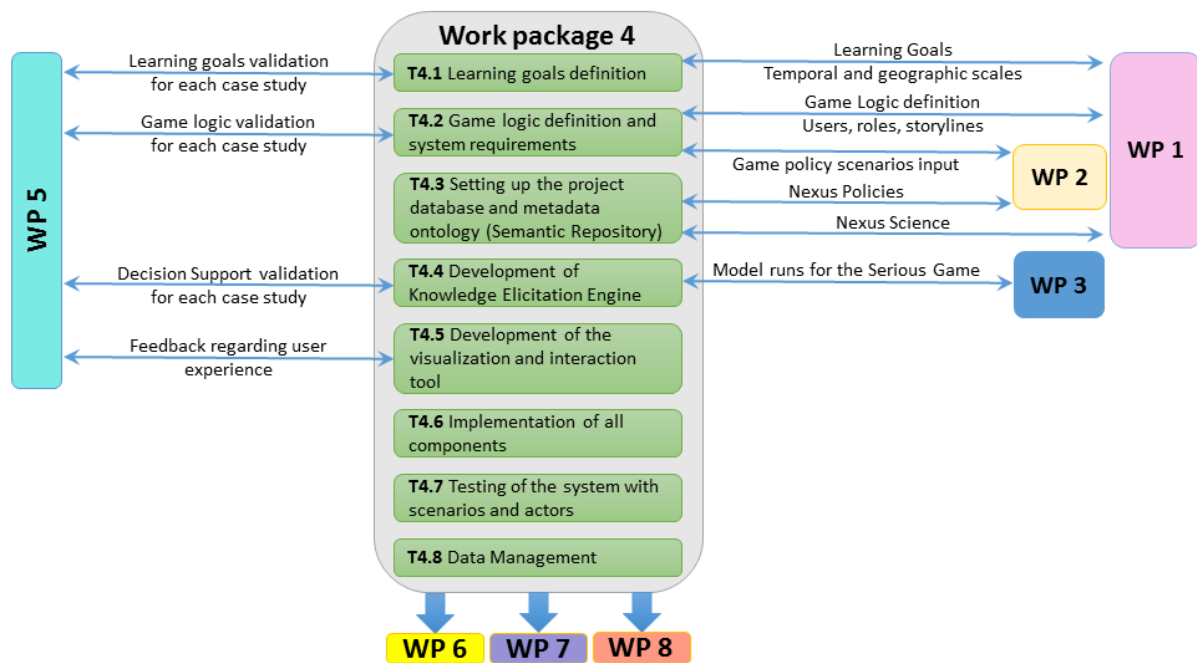 Work package 4
Learning goals validation
for each case study
T4.1 Learning goals definition
Learning Goals
Temporal and geographic scales
Game logic validation
for each case study
T4.2 Game logic definition and
system requirements
Game Logic definition
Users, roles, storylines
Game policy scenarios input
T4.3 Setting up the project
database and metadata
ontology (Semantic Repository)
Nexus Policies
Nexus Science
Decision Support validation
for each case study
T4.4 Development of
Knowledge Elicitation Engine
Model runs for the Serious Game
Feedback regarding user
experience
T4.5 Development of the
visualization and interaction
tool
T4.6 Implementation of all
components
T4.7 Testing of the system with
scenarios and actors
T4.8 Data Management
WP 5
WP 1
WP 2
WP 3
WP 6
WP 7
WP 8